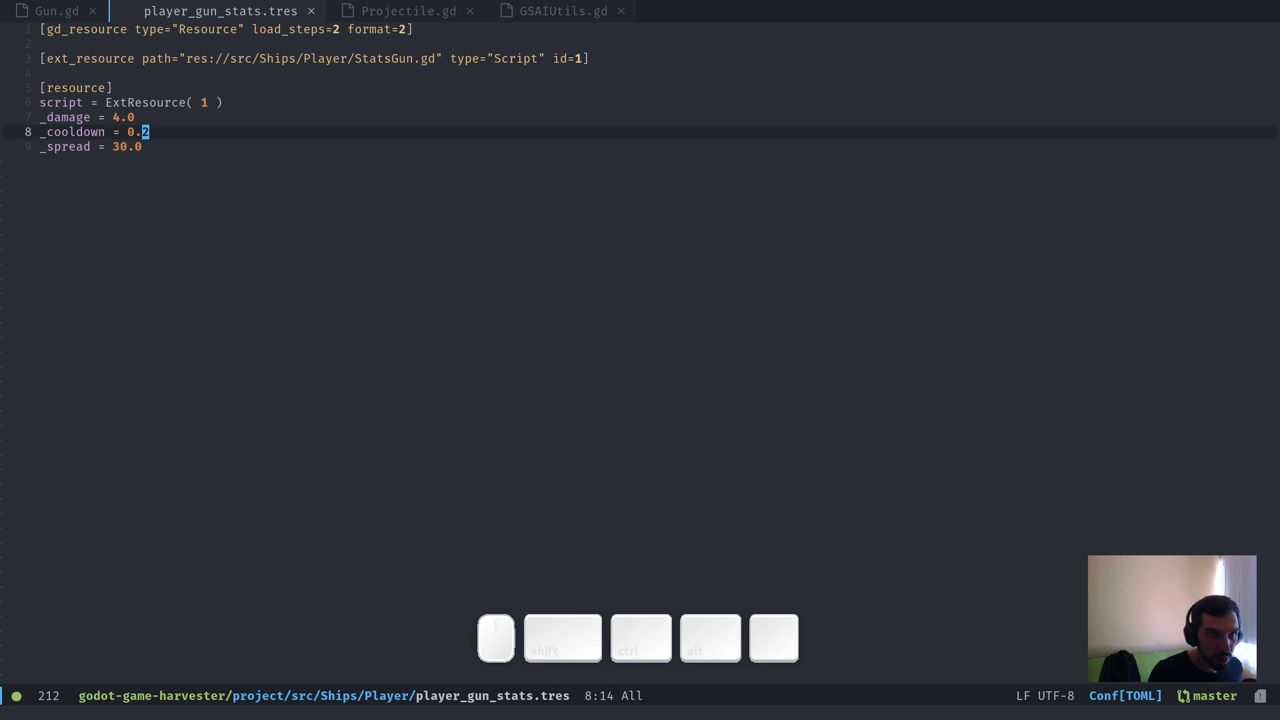 Gun.gd ×
player_gun_stats.tres ×
Projectile.gd ×
GSAIUtils.gd ×
1 [gd_resource type="Resource" load_steps=2 format=2]
2
3 [ext_resource path="res://src/Ships/Player/StatsGun.gd" type="Script" id=1]
4
5 [resource]
6 script = ExtResource( 1 )
7 _damage = 4.0
8 _cooldown = 0.2
9 _spread = 30.0
shift ctrl alt
212 godot-game-harvester/project/src/Ships/Player/player_gun_stats.tres 8:14 All LF UTF-8 Conf[TOML] master